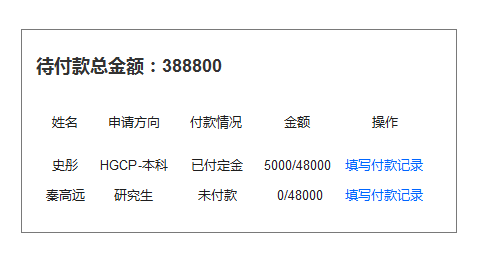 待付款总金额：388800
姓名 申请方向 付款情况 金额 操作
史彤 HGCP-本科 已付定金 5000/48000 填写付款记录
秦高远 研究生 未付款 0/48000 填写付款记录